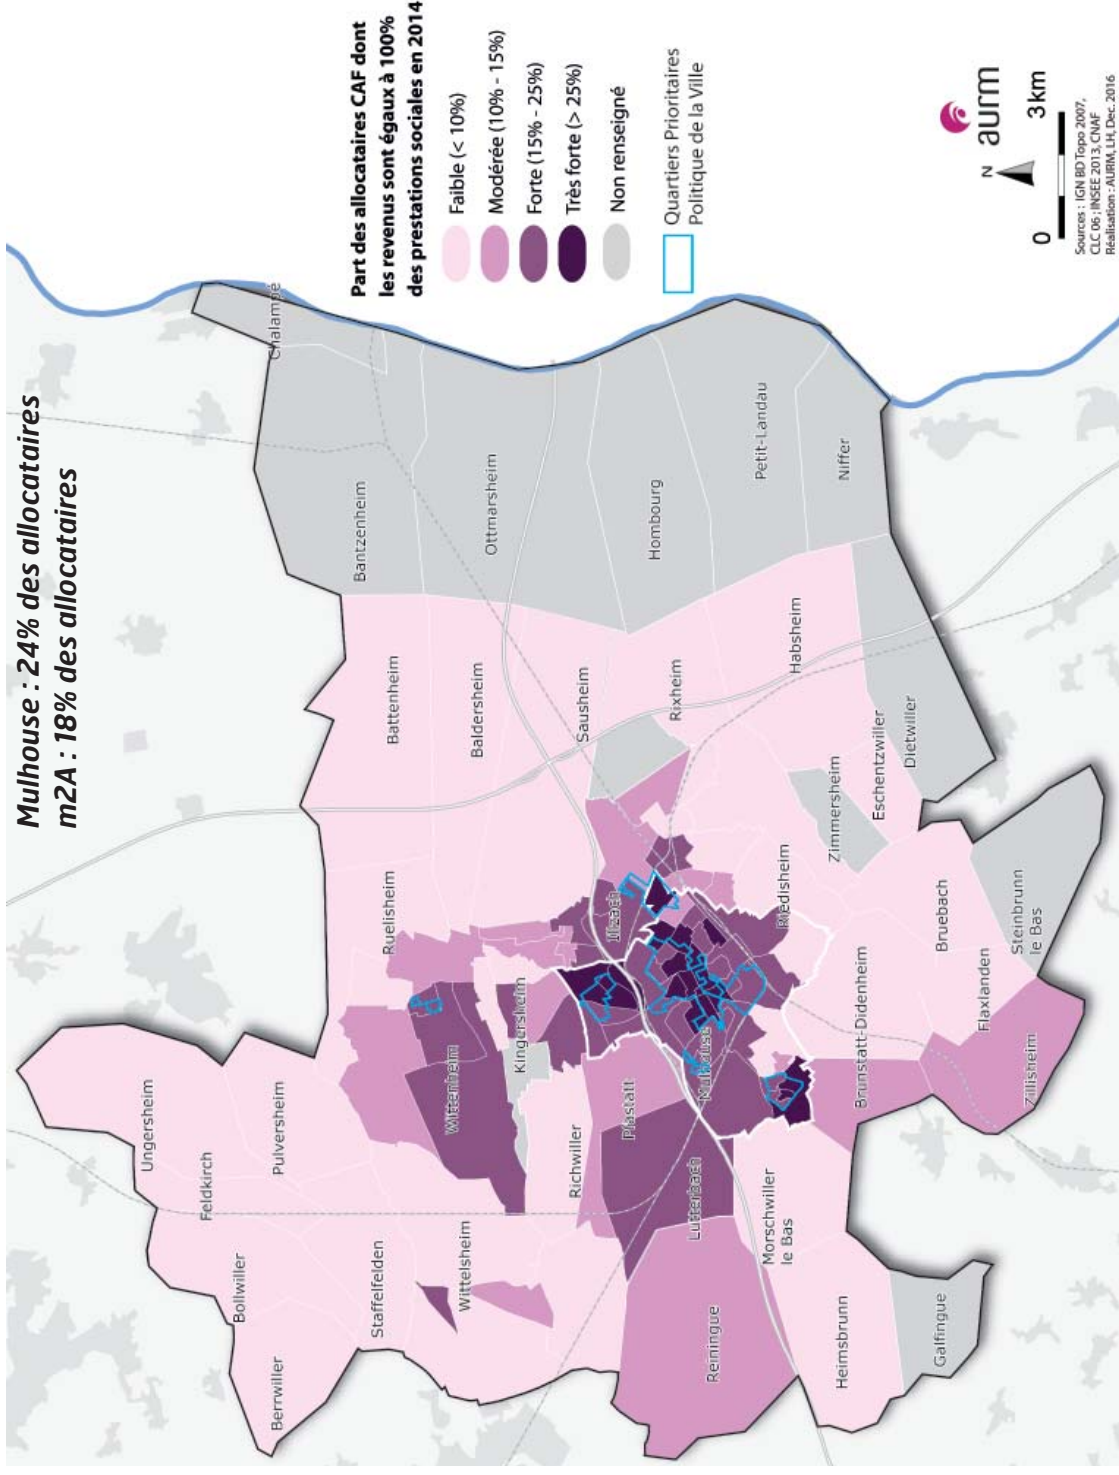 Mulhouse : 24% des allocataires
m2A : 18% des allocataires
Part des allocataires CAF dont
les revenus sont égaux à 100%
des prestations sociales en 2014
Faible (< 10%)
Modérée (10% - 15%)
Forte (15% - 25%)
Très forte (> 25%)
Non renseigné
Quartiers Prioritaires
Politique de la Ville
Ungersheim
Feldkirch
Pulversheim
Bollwiller
Berrwiller
Staffelfelden
Wittelsheim
Ruelisheim
Wittenheim
Kingersheim
Richwiller
Pfastatt
Lutterbach
Reiningue
Morschwiller
le Bas
Heimsbrunn
Galfingue
Mulhouse
Illzach
Battenheim
Baldersheim
Sausheim
Rixheim
Habsheim
Riedisheim
Zimmersheim
Eschentzwiller
Dietwiller
Brunstatt-Didenheim
Bruebach
Flaxlanden
Steinbrunn
le Bas
Zillisheim
Chalampé
Bantzenheim
Ottmarsheim
Hombourg
Petit-Landau
Niffer
aurm
N
0 3km
Sources : IGN BD Topo 2007,
CLC 06 ; INSEE 2013, CNAF
Réalisation : AURM, LH, Dec. 2016